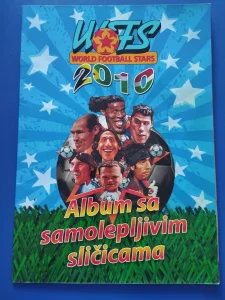 WFS
WORLD FOOTBALL STARS
2010
Album sa
samolepljivim
sličicama